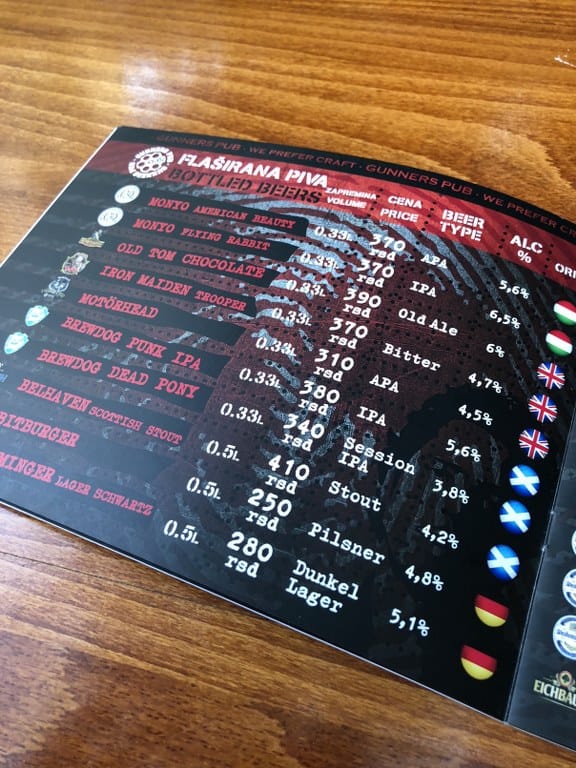 GUNNERS PUB · WE PREFER CRAFT · GUNNERS PUB · WE PREFER CRAFT
FLAŠIRANA PIVA
BOTTLED BEERS ZAPREMINA VOLUME CENA PRICE BEER TYPE ALC % ORI
MONYO AMERICAN BEAUTY 0.33L 370 rsd APA 5,6%
MONYO FLYING RABBIT 0.33L 370 rsd IPA 6,5%
OLD TOM CHOCOLATE 0.33L 390 rsd Old Ale 6%
IRON MAIDEN TROOPER 0.33L 370 rsd Bitter 4,7%
MOTÖRHEAD 0.33L 310 rsd APA 4,5%
BREWDOG PUNK IPA 0.33L 380 rsd IPA 5,6%
BREWDOG DEAD PONY 0.33L 340 rsd Session IPA 3,8%
BELHAVEN SCOTTISH STOUT 0.5L 410 rsd Stout 4,2%
BITBURGER 0.5L 250 rsd Pilsner 4,8%
MINGER LAGER SCHWARTZ 0.5L 280 rsd Dunkel Lager 5,1%
EICHBAU